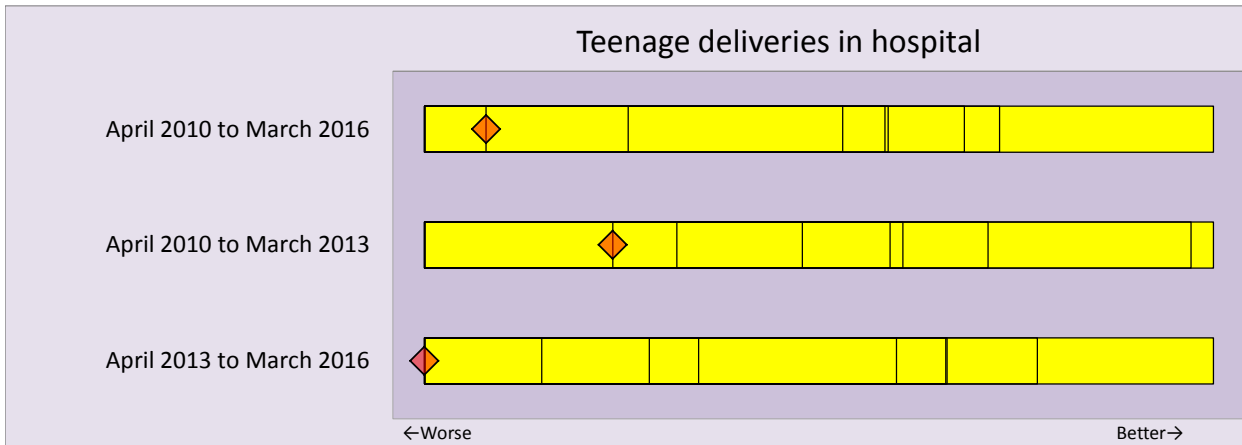 Teenage deliveries in hospital
April 2010 to March 2016
April 2010 to March 2013
April 2013 to March 2016
←Worse Better→